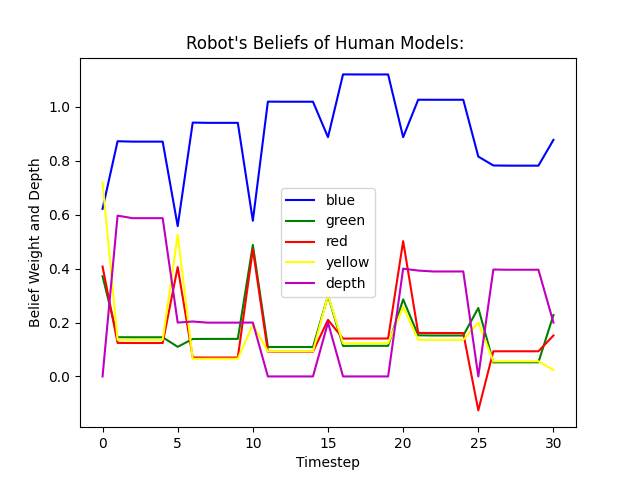 Robot's Beliefs of Human Models:
Belief Weight and Depth
1.0
0.8
0.6
0.4
0.2
0.0
blue
green
red
yellow
depth
0 5 10 15 20 25 30
Timestep